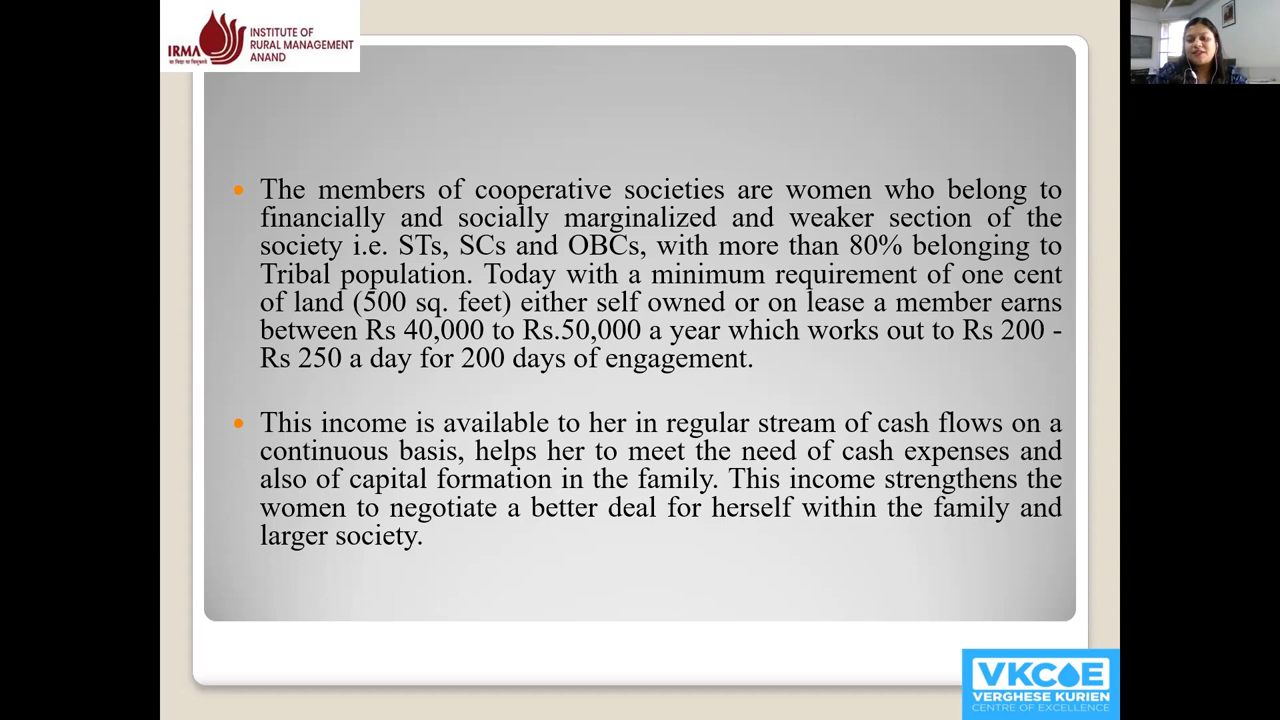 IRMA
INSTITUTE OF
RURAL MANAGEMENT
ANAND
The members of cooperative societies are women who belong to
financially and socially marginalized and weaker section of the
society i.e. STs, SCs and OBCs, with more than 80% belonging to
Tribal population. Today with a minimum requirement of one cent
of land (500 sq. feet) either self owned or on lease a member earns
between Rs 40,000 to Rs.50,000 a year which works out to Rs 200 -
Rs 250 a day for 200 days of engagement.
This income is available to her in regular stream of cash flows on a
continuous basis, helps her to meet the need of cash expenses and
also of capital formation in the family. This income strengthens the
women to negotiate a better deal for herself within the family and
larger society.
VKCOE
VERGHESE KURIEN
CENTRE OF EXCELLENCE